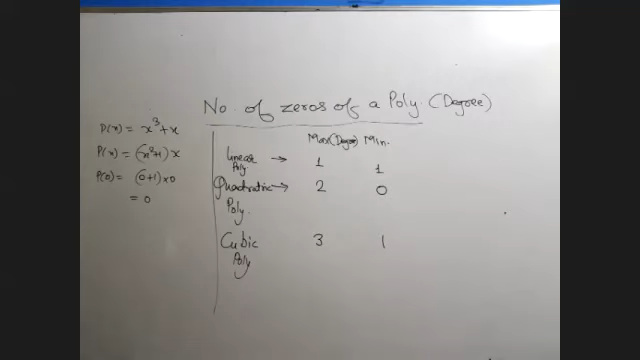 No. of zeros of a Poly. (Degree)
P(x) = x³+x
P(x) = (x²+1) x
P(0) = (0+1)×0
= 0
Max(Degree) Min.
Linear Poly → 1 1
Quadratic Poly. → 2 0
Cubic Poly 3 1